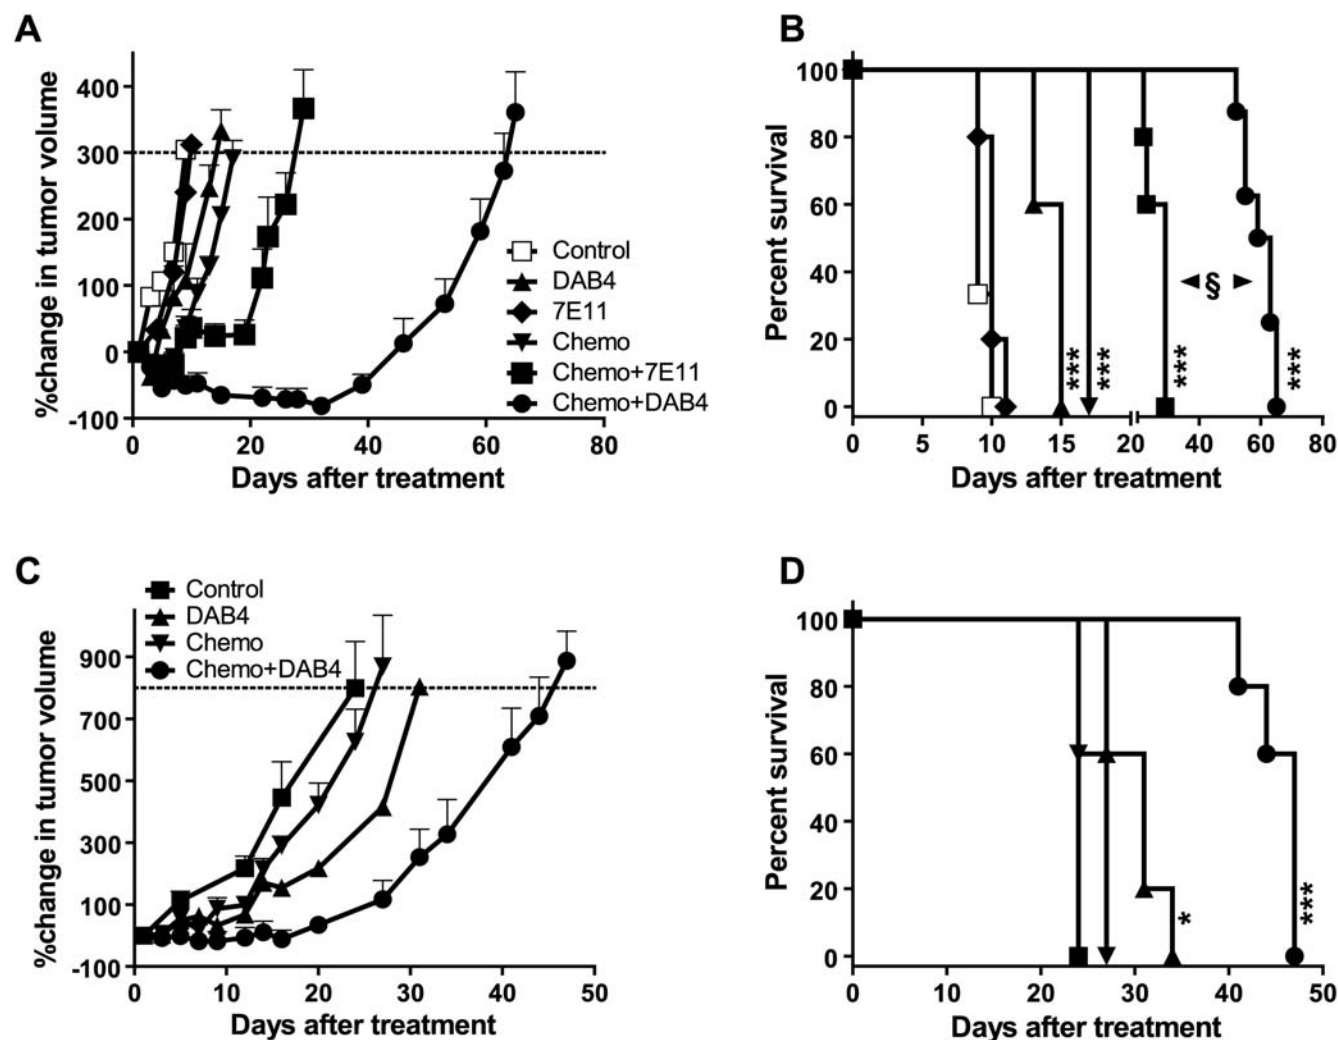 A
%change in tumor volume
400
300
200
100
0
-100
0 20 40 60 80
Days after treatment
Control
DAB4
7E11
Chemo
Chemo+7E11
Chemo+DAB4
B
Percent survival
100
80
60
40
20
0
***
***
***
◄ § ►
***
0 5 10 15 20 40 60 80
Days after treatment
C
Control
DAB4
Chemo
Chemo+DAB4
%change in tumor volume
900
700
500
300
100
-100
0 10 20 30 40 50
Days after treatment
D
Percent survival
100
80
60
40
20
0
*
***
0 10 20 30 40 50
Days after treatment